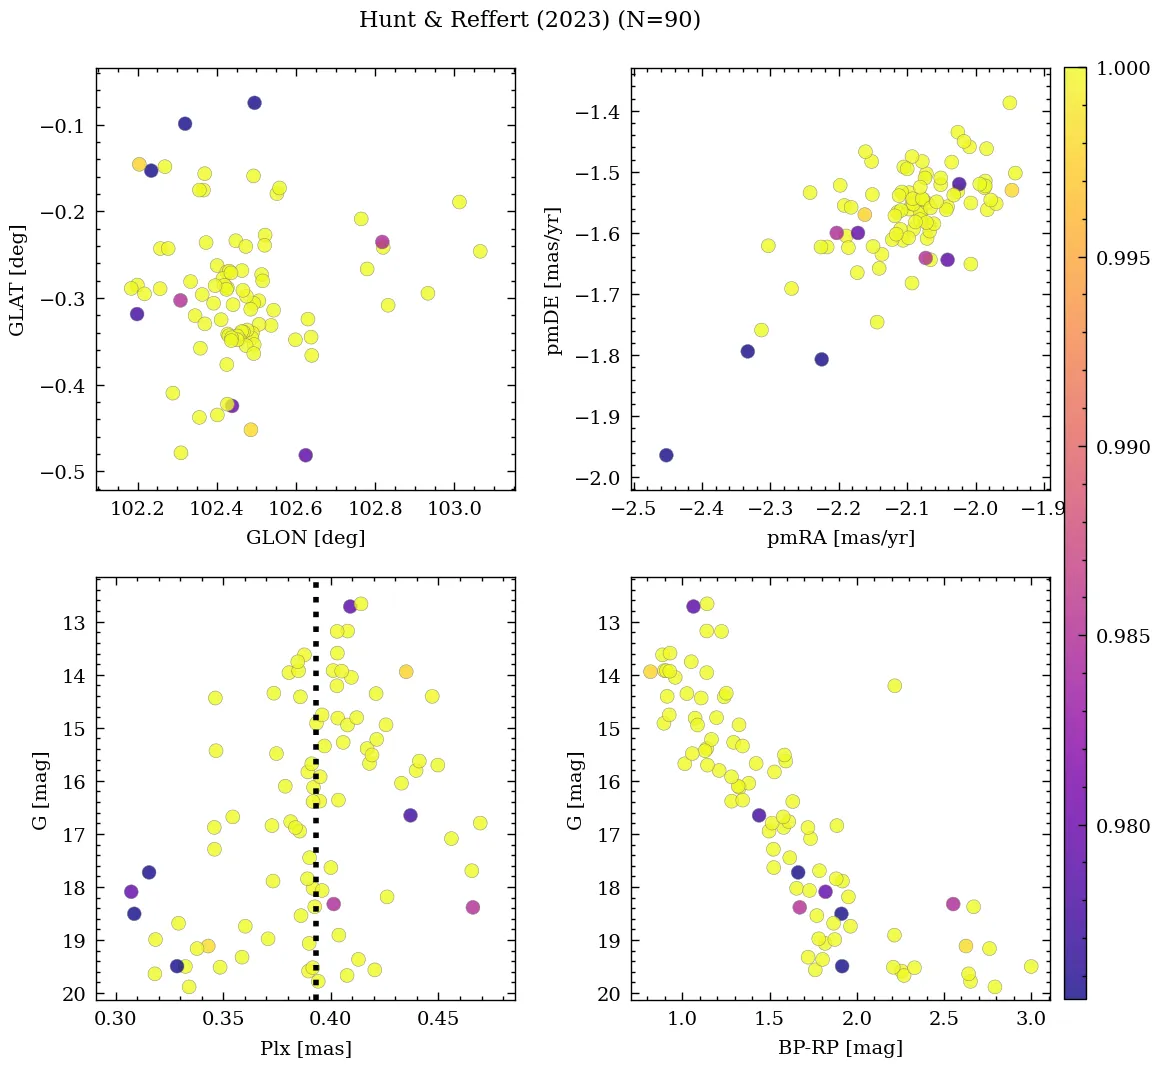 Hunt & Reffert (2023) (N=90)
−0.1
−0.2
−0.3
−0.4
−0.5
GLAT [deg]
102.2 102.4 102.6 102.8 103.0
GLON [deg]
−1.4
−1.5
−1.6
−1.7
−1.8
−1.9
−2.0
pmDE [mas/yr]
−2.5 −2.4 −2.3 −2.2 −2.1 −2.0 −1.9
pmRA [mas/yr]
13
14
15
16
17
18
19
20
G [mag]
0.30 0.35 0.40 0.45
Plx [mas]
13
14
15
16
17
18
19
20
G [mag]
1.0 1.5 2.0 2.5 3.0
BP-RP [mag]
1.000
0.995
0.990
0.985
0.980